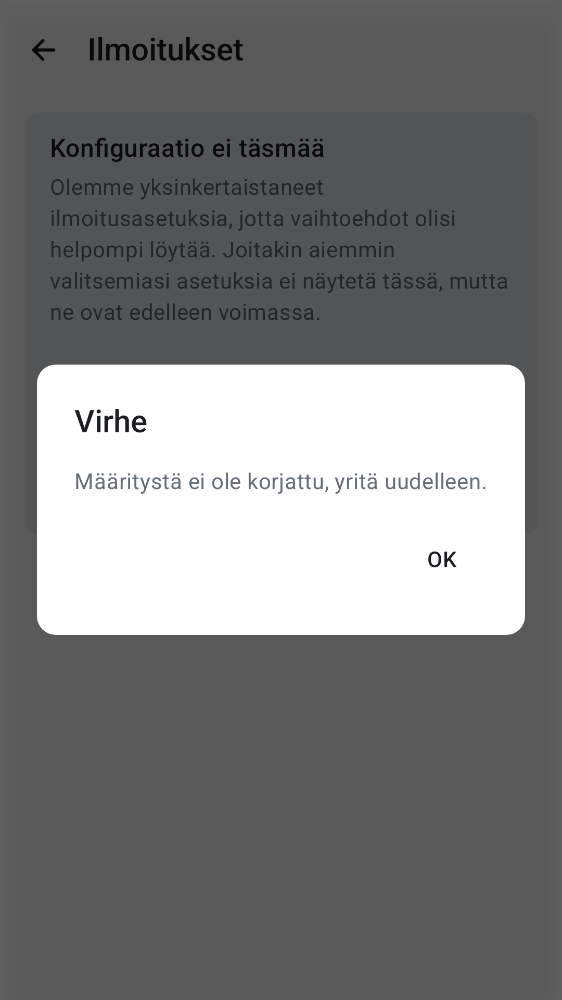 Ilmoitukset
Konfiguraatio ei täsmää
Olemme yksinkertaistaneet
ilmoitusasetuksia, jotta vaihtoehdot olisi
helpompi löytää. Joitakin aiemmin
valitsemiasi asetuksia ei näytetä tässä, mutta
ne ovat edelleen voimassa.
Virhe
Määritystä ei ole korjattu, yritä uudelleen.
OK